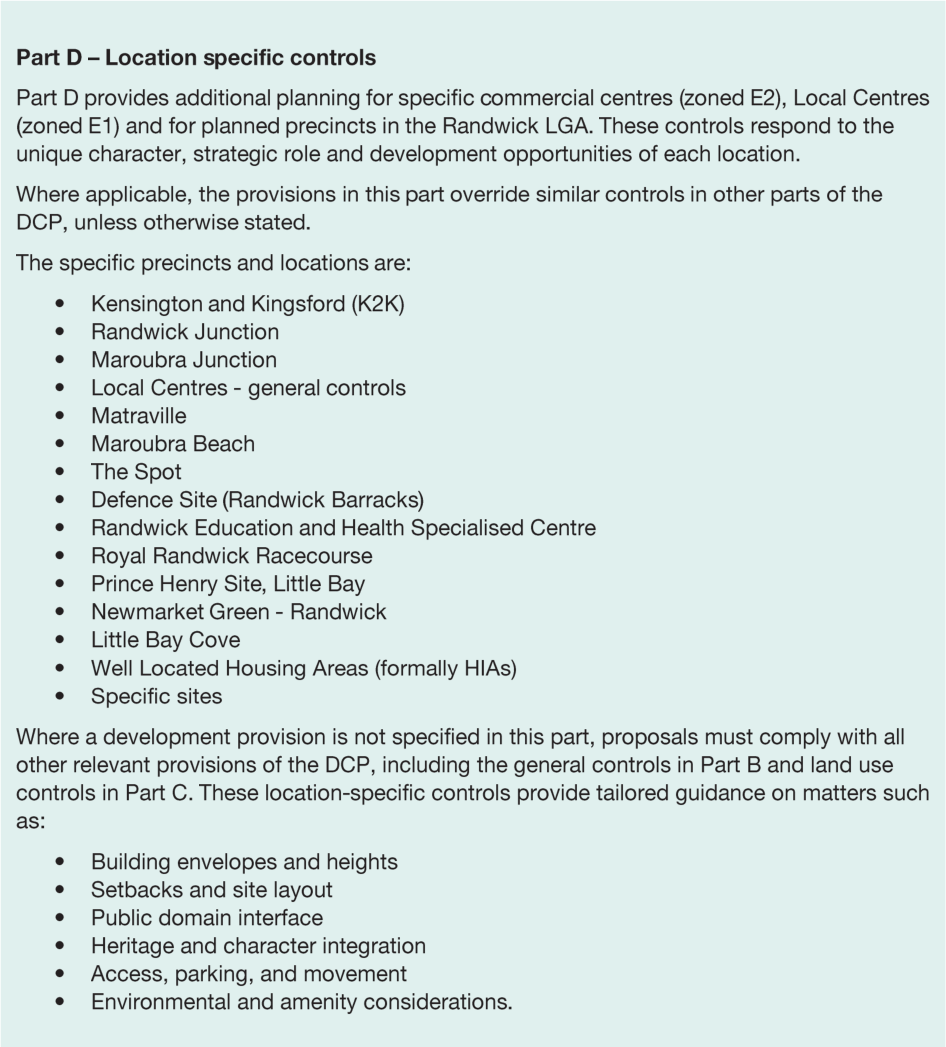 Part D – Location specific controls
Part D provides additional planning for specific commercial centres (zoned E2), Local Centres
(zoned E1) and for planned precincts in the Randwick LGA. These controls respond to the
unique character, strategic role and development opportunities of each location.
Where applicable, the provisions in this part override similar controls in other parts of the
DCP, unless otherwise stated.
The specific precincts and locations are:
• Kensington and Kingsford (K2K)
• Randwick Junction
• Maroubra Junction
• Local Centres - general controls
• Matraville
• Maroubra Beach
• The Spot
• Defence Site (Randwick Barracks)
• Randwick Education and Health Specialised Centre
• Royal Randwick Racecourse
• Prince Henry Site, Little Bay
• Newmarket Green - Randwick
• Little Bay Cove
• Well Located Housing Areas (formally HIAs)
• Specific sites
Where a development provision is not specified in this part, proposals must comply with all
other relevant provisions of the DCP, including the general controls in Part B and land use
controls in Part C. These location-specific controls provide tailored guidance on matters such
as:
• Building envelopes and heights
• Setbacks and site layout
• Public domain interface
• Heritage and character integration
• Access, parking, and movement
• Environmental and amenity considerations.